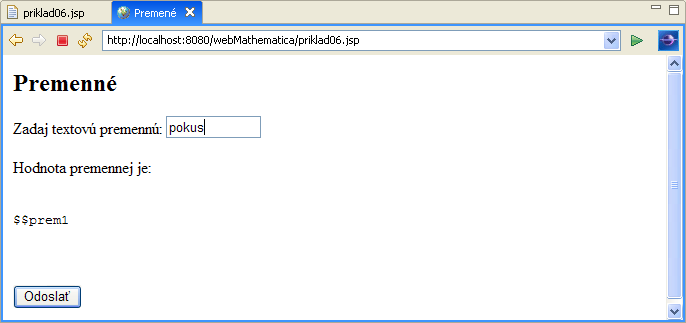 priklad06.jsp Premené
http://localhost:8080/webMathematica/priklad06.jsp
Premenné
Zadaj textovú premennú: pokus
Hodnota premennej je:
$$prem1
Odoslať